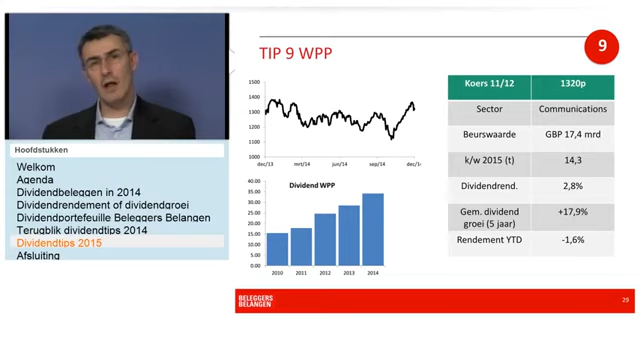 TIP 9 WPP
9
1500
1400
1300
1200
1100
1000
dec/13 mrt/14 jun/14 sep/14 dec/14
Dividend WPP
40.00
35.00
30.00
25.00
20.00
15.00
10.00
5.00
0.00
2010 2011 2012 2013 2014
Koers 11/12 1320p
Sector Communications
Beurswaarde GBP 17,4 mrd
k/w 2015 (t) 14,3
Dividendrend. 2,8%
Gem. dividend
groei (5 jaar) +17,9%
Rendement YTD -1,6%
Hoofdstukken
Welkom
Agenda
Dividendbeleggen in 2014
Dividendrendement of dividendgroei
Dividendportefeuille Beleggers Belangen
Terugblik dividendtips 2014
Dividendtips 2015
Afsluiting
BELEGGERS
BELANGEN
29